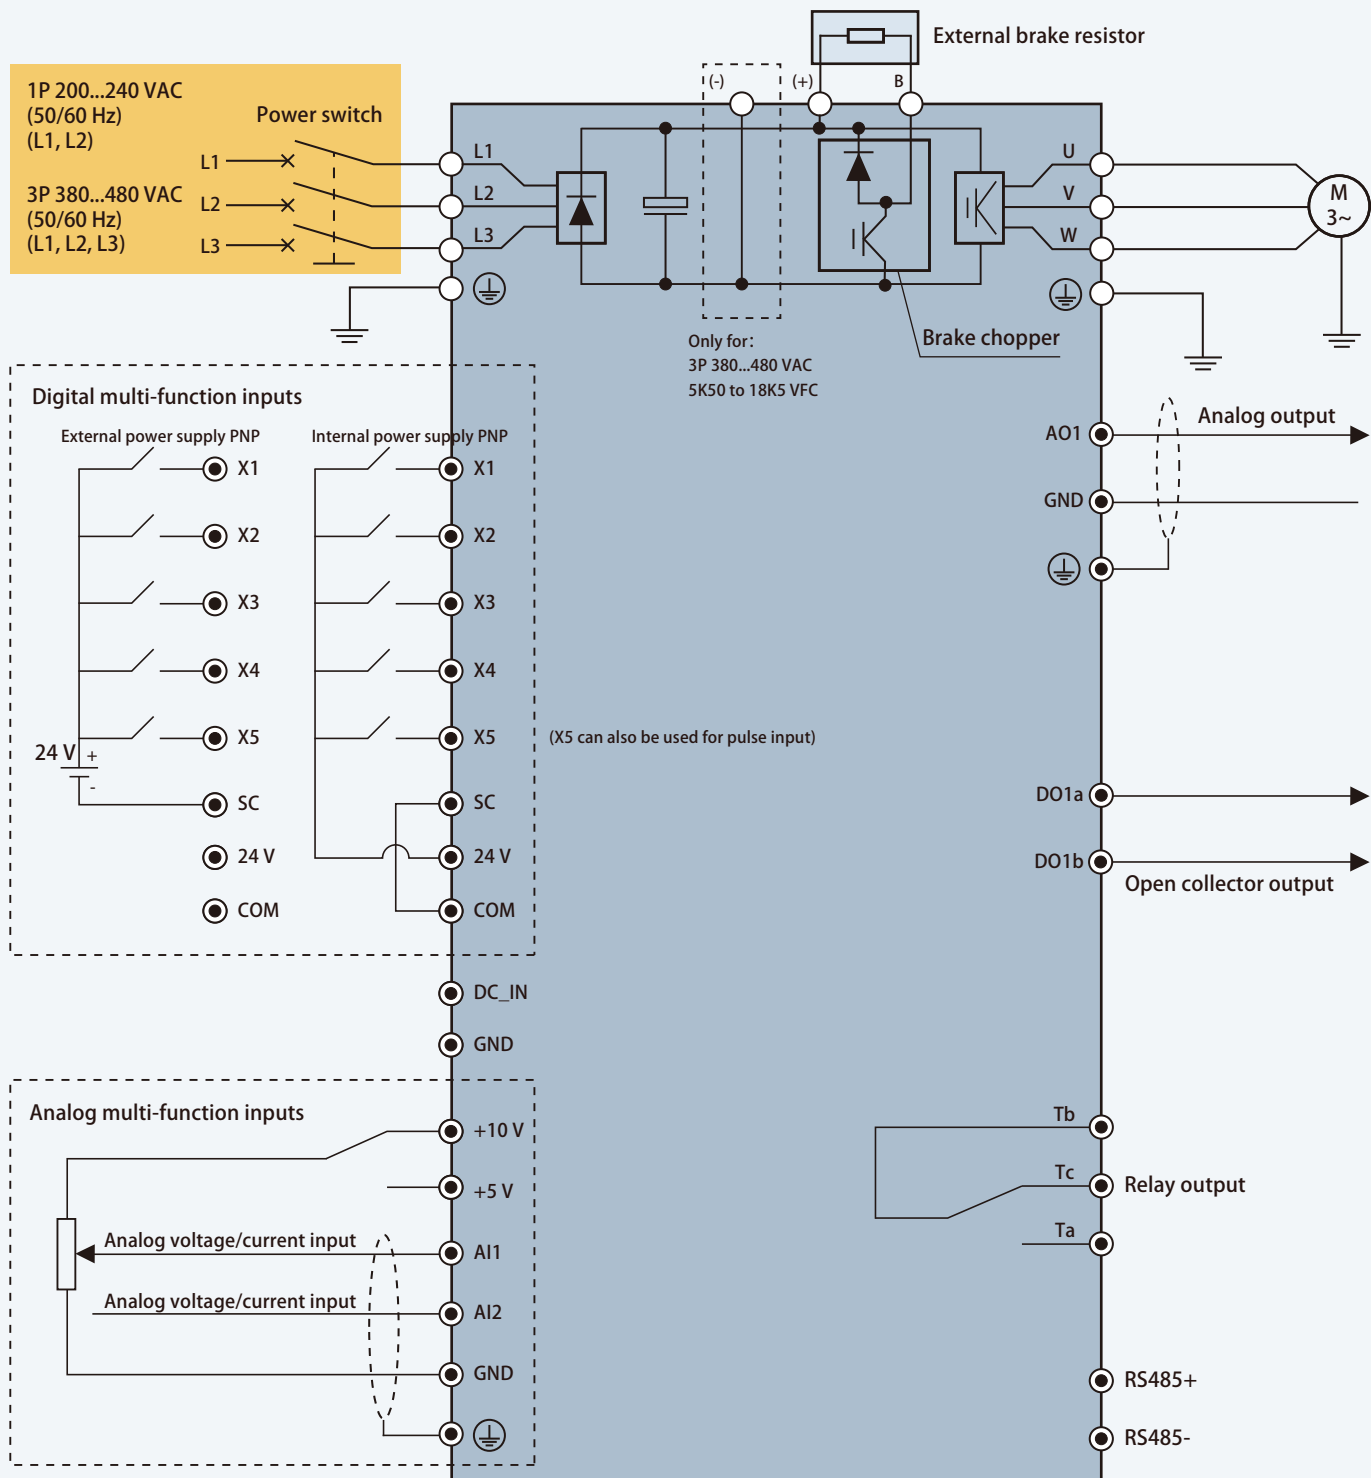 External brake resistor
(-)
(+)
B
1P 200...240 VAC
(50/60 Hz)
(L1, L2)
Power switch
L1
3P 380...480 VAC
(50/60 Hz)
(L1, L2, L3)
L2
L3
L1
L2
L3
U
V
W
M
3~
Only for:
3P 380...480 VAC
5K50 to 18K5 VFC
Brake chopper
Digital multi-function inputs
External power supply PNP
Internal power supply PNP
X1
X2
X3
X4
X5
24 V
+
-
SC
24 V
COM
X1
X2
X3
X4
X5
(X5 can also be used for pulse input)
SC
24 V
COM
AO1
Analog output
GND
DO1a
DO1b
Open collector output
DC_IN
GND
Analog multi-function inputs
+10 V
+5 V
Analog voltage/current input
AI1
Analog voltage/current input
AI2
GND
Tb
Tc
Relay output
Ta
RS485+
RS485-